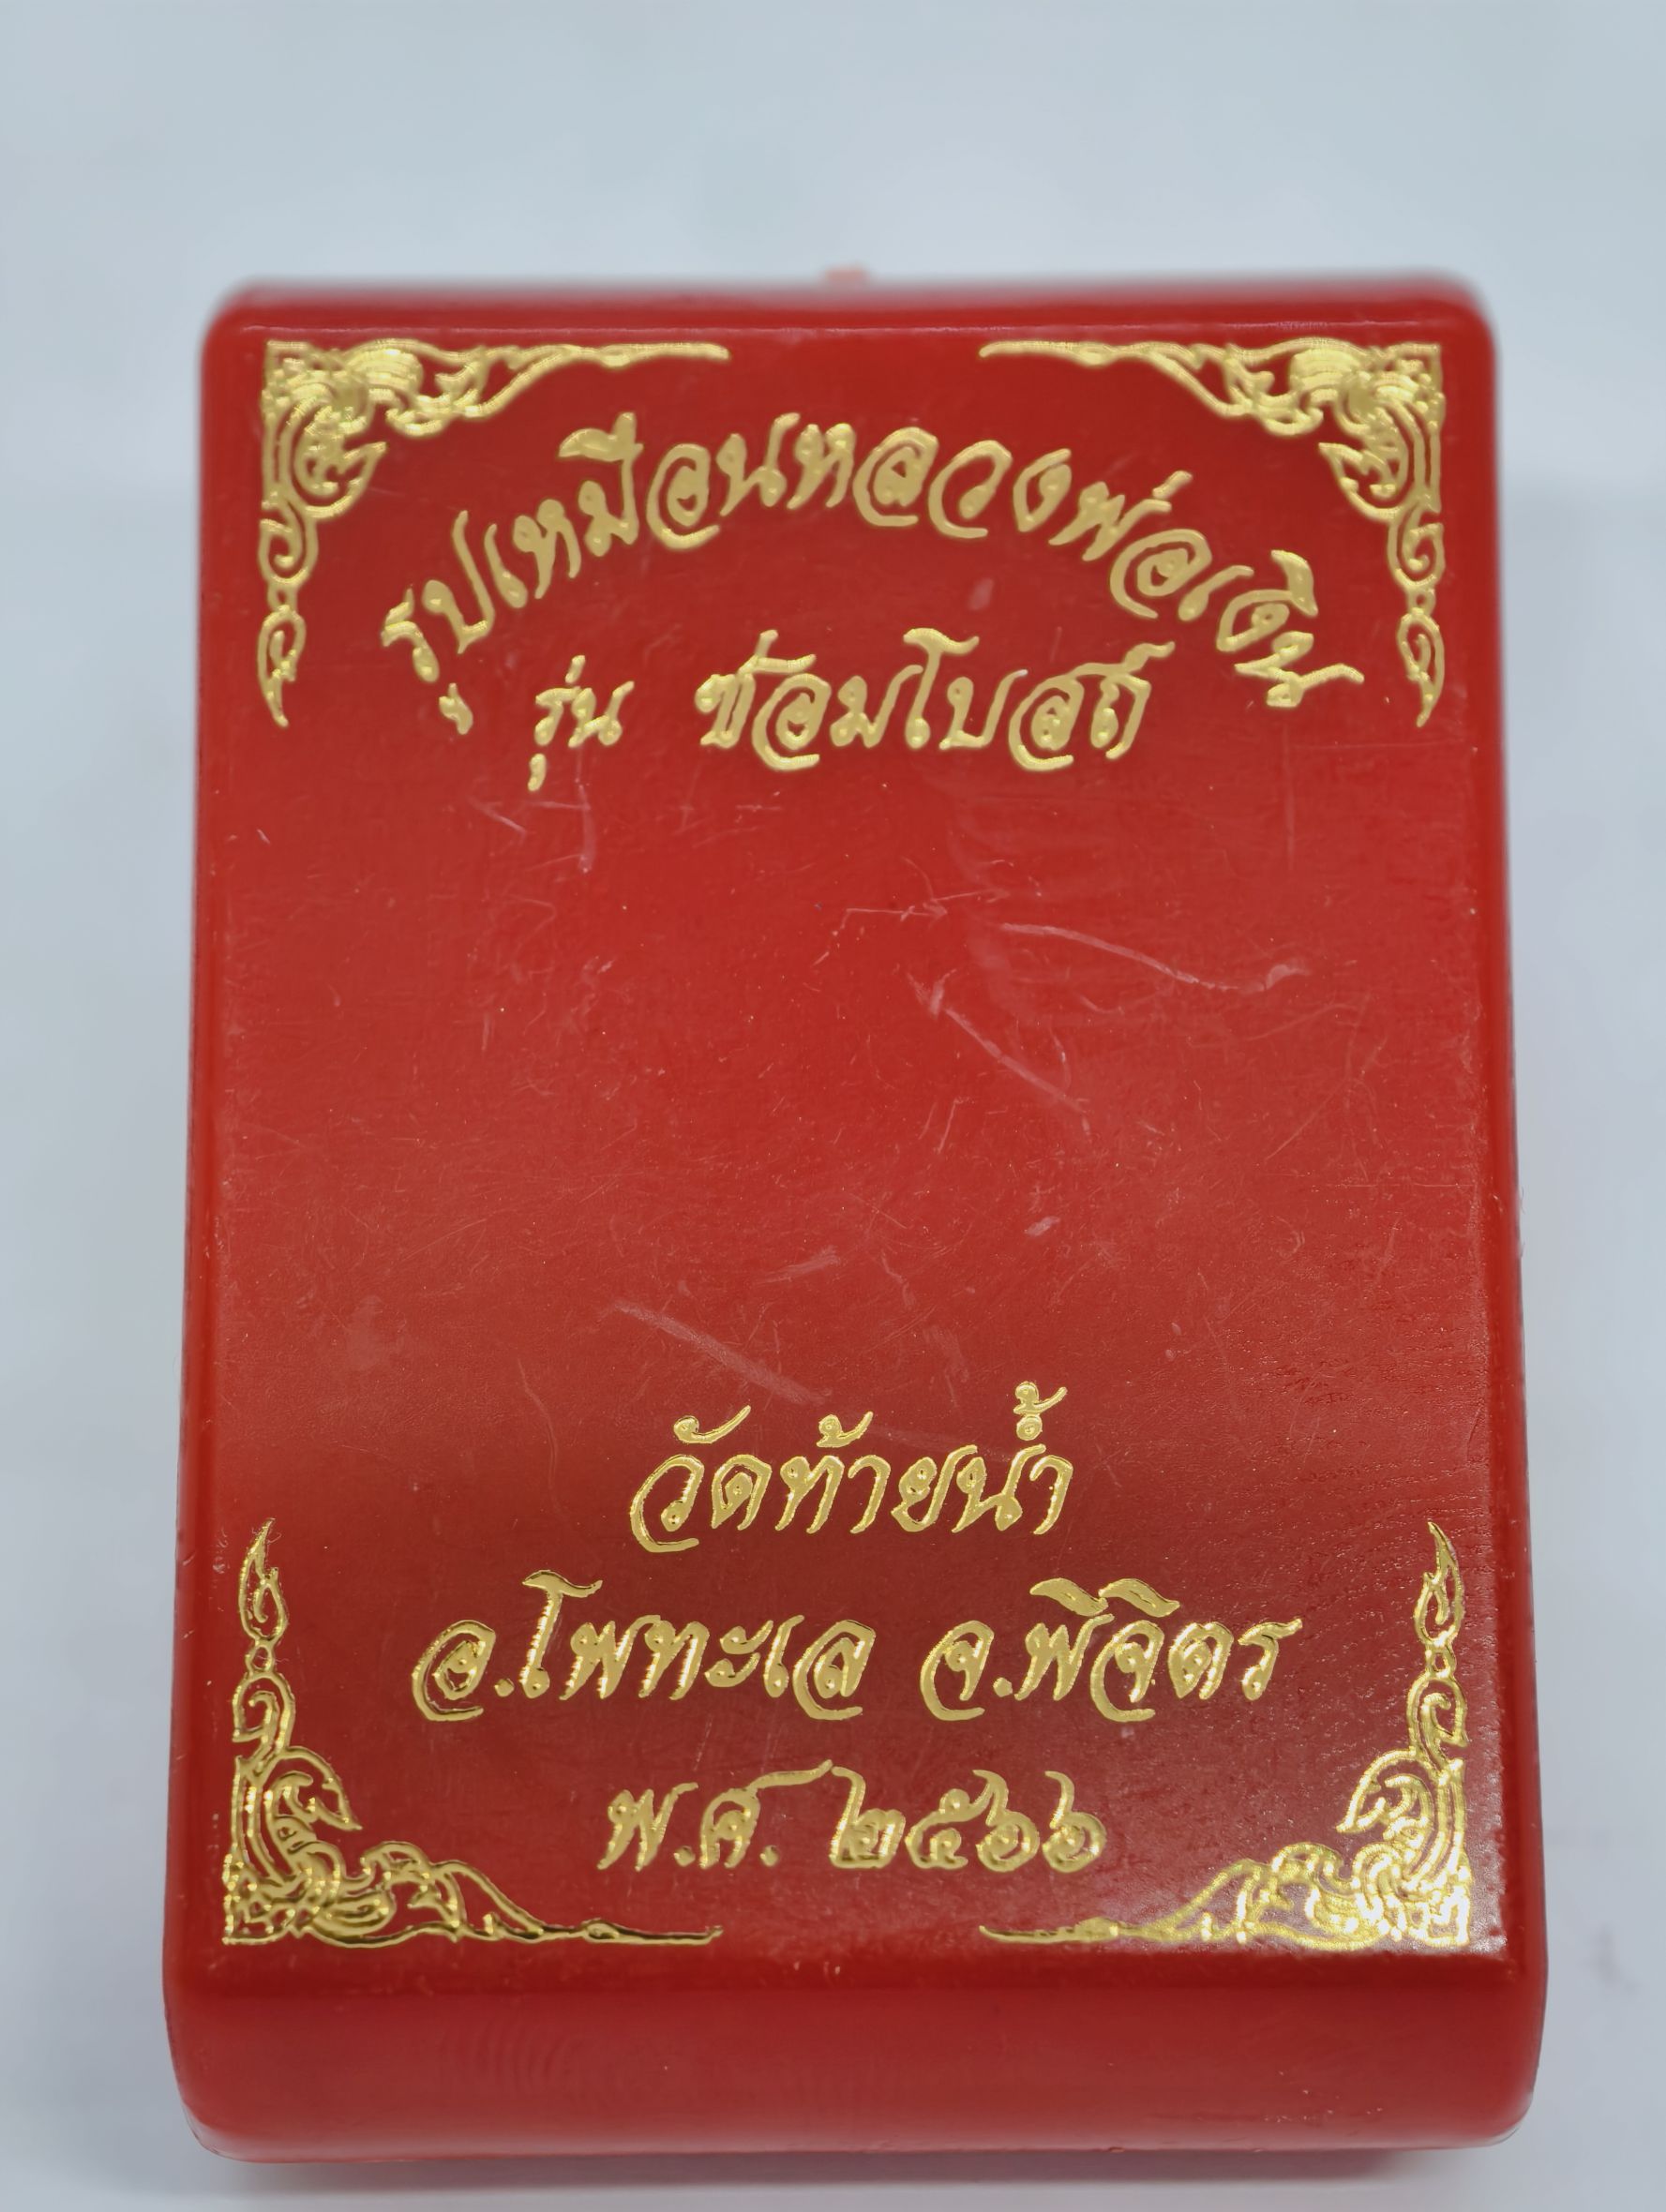 รูปเหมือนหลวงพ่อเงิน
รุ่น ซ่อมโบสถ์
วัดท้ายน้ำ
อ.โพทะเล จ.พิจิตร
พ.ศ. ๒๕๖๖